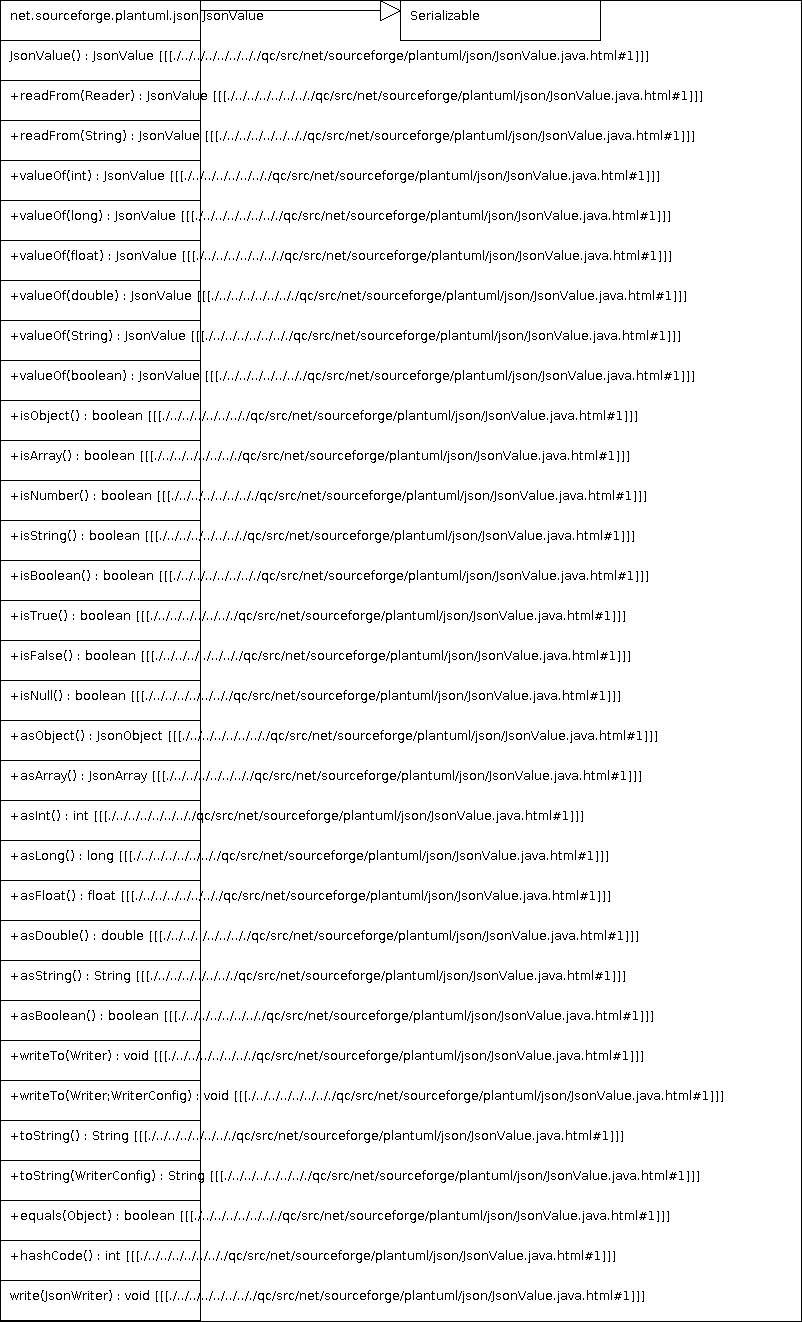 net.sourceforge.plantuml.json.JsonValue
Serializable
JsonValue() : JsonValue [[[./../../../../../../qc/src/net/sourceforge/plantuml/json/JsonValue.java.html#1]]]
+readFrom(Reader) : JsonValue [[[./../../../../../../qc/src/net/sourceforge/plantuml/json/JsonValue.java.html#1]]]
+readFrom(String) : JsonValue [[[./../../../../../../qc/src/net/sourceforge/plantuml/json/JsonValue.java.html#1]]]
+valueOf(int) : JsonValue [[[./../../../../../../qc/src/net/sourceforge/plantuml/json/JsonValue.java.html#1]]]
+valueOf(long) : JsonValue [[[./../../../../../../qc/src/net/sourceforge/plantuml/json/JsonValue.java.html#1]]]
+valueOf(float) : JsonValue [[[./../../../../../../qc/src/net/sourceforge/plantuml/json/JsonValue.java.html#1]]]
+valueOf(double) : JsonValue [[[./../../../../../../qc/src/net/sourceforge/plantuml/json/JsonValue.java.html#1]]]
+valueOf(String) : JsonValue [[[./../../../../../../qc/src/net/sourceforge/plantuml/json/JsonValue.java.html#1]]]
+valueOf(boolean) : JsonValue [[[./../../../../../../qc/src/net/sourceforge/plantuml/json/JsonValue.java.html#1]]]
+isObject() : boolean [[[./../../../../../../qc/src/net/sourceforge/plantuml/json/JsonValue.java.html#1]]]
+isArray() : boolean [[[./../../../../../../qc/src/net/sourceforge/plantuml/json/JsonValue.java.html#1]]]
+isNumber() : boolean [[[./../../../../../../qc/src/net/sourceforge/plantuml/json/JsonValue.java.html#1]]]
+isString() : boolean [[[./../../../../../../qc/src/net/sourceforge/plantuml/json/JsonValue.java.html#1]]]
+isBoolean() : boolean [[[./../../../../../../qc/src/net/sourceforge/plantuml/json/JsonValue.java.html#1]]]
+isTrue() : boolean [[[./../../../../../../qc/src/net/sourceforge/plantuml/json/JsonValue.java.html#1]]]
+isFalse() : boolean [[[./../../../../../../qc/src/net/sourceforge/plantuml/json/JsonValue.java.html#1]]]
+isNull() : boolean [[[./../../../../../../qc/src/net/sourceforge/plantuml/json/JsonValue.java.html#1]]]
+asObject() : JsonObject [[[./../../../../../../qc/src/net/sourceforge/plantuml/json/JsonValue.java.html#1]]]
+asArray() : JsonArray [[[./../../../../../../qc/src/net/sourceforge/plantuml/json/JsonValue.java.html#1]]]
+asInt() : int [[[./../../../../../../qc/src/net/sourceforge/plantuml/json/JsonValue.java.html#1]]]
+asLong() : long [[[./../../../../../../qc/src/net/sourceforge/plantuml/json/JsonValue.java.html#1]]]
+asFloat() : float [[[./../../../../../../qc/src/net/sourceforge/plantuml/json/JsonValue.java.html#1]]]
+asDouble() : double [[[./../../../../../../qc/src/net/sourceforge/plantuml/json/JsonValue.java.html#1]]]
+asString() : String [[[./../../../../../../qc/src/net/sourceforge/plantuml/json/JsonValue.java.html#1]]]
+asBoolean() : boolean [[[./../../../../../../qc/src/net/sourceforge/plantuml/json/JsonValue.java.html#1]]]
+writeTo(Writer) : void [[[./../../../../../../qc/src/net/sourceforge/plantuml/json/JsonValue.java.html#1]]]
+writeTo(Writer;WriterConfig) : void [[[./../../../../../../qc/src/net/sourceforge/plantuml/json/JsonValue.java.html#1]]]
+toString() : String [[[./../../../../../../qc/src/net/sourceforge/plantuml/json/JsonValue.java.html#1]]]
+toString(WriterConfig) : String [[[./../../../../../../qc/src/net/sourceforge/plantuml/json/JsonValue.java.html#1]]]
+equals(Object) : boolean [[[./../../../../../../qc/src/net/sourceforge/plantuml/json/JsonValue.java.html#1]]]
+hashCode() : int [[[./../../../../../../qc/src/net/sourceforge/plantuml/json/JsonValue.java.html#1]]]
write(JsonWriter) : void [[[./../../../../../../qc/src/net/sourceforge/plantuml/json/JsonValue.java.html#1]]]